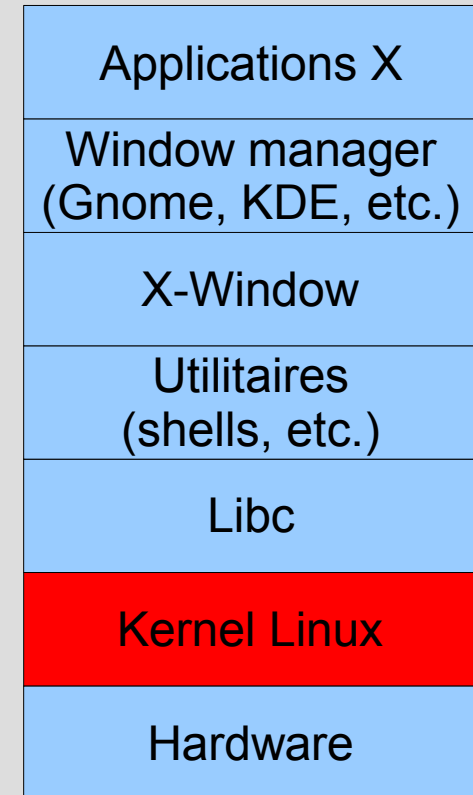 Applications X
Window manager
(Gnome, KDE, etc.)
X-Window
Utilitaires
(shells, etc.)
Libc
Kernel Linux
Hardware